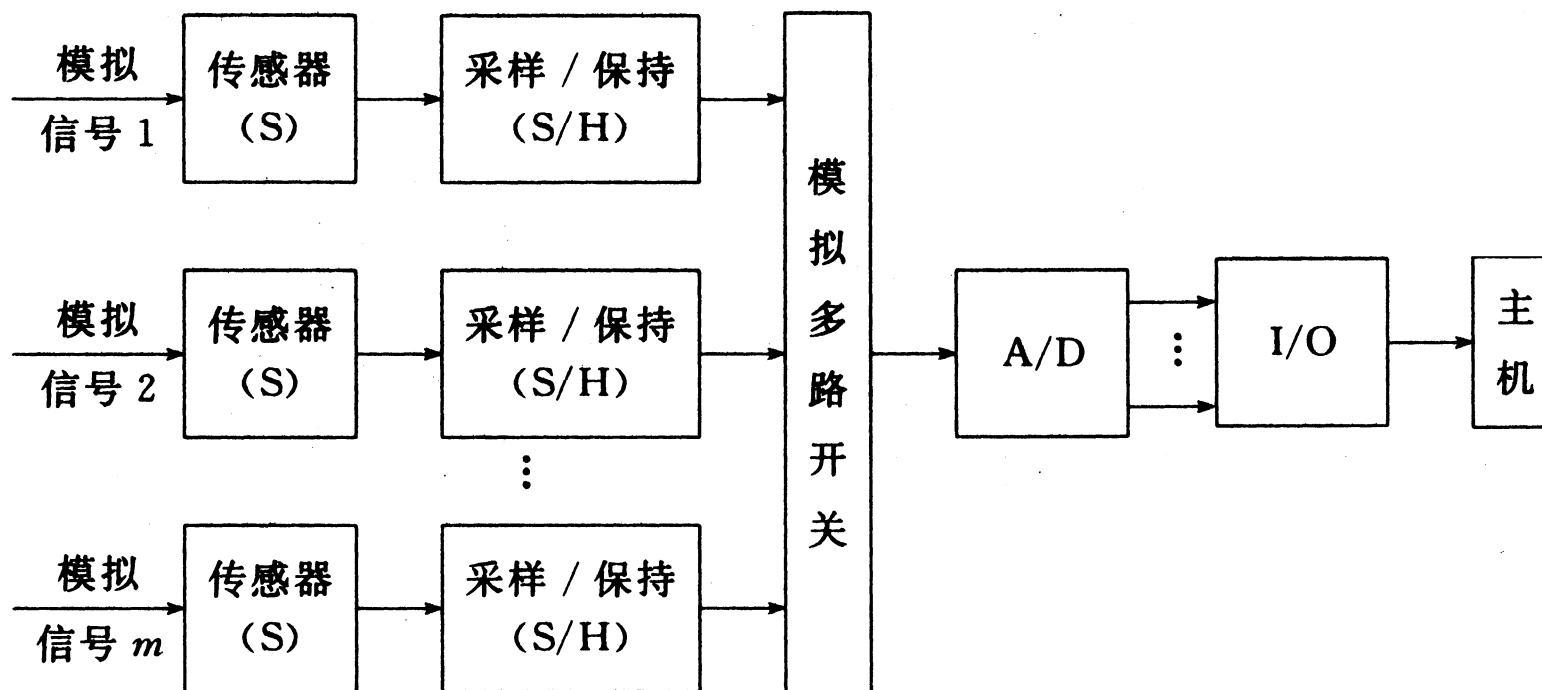 模拟
信号 1
传感器
(S)
采样 / 保持
(S/H)
模拟
信号 2
传感器
(S)
采样 / 保持
(S/H)
⋮
模拟
信号 m
传感器
(S)
采样 / 保持
(S/H)
模拟多路开关
A/D
⋮
I/O
主机